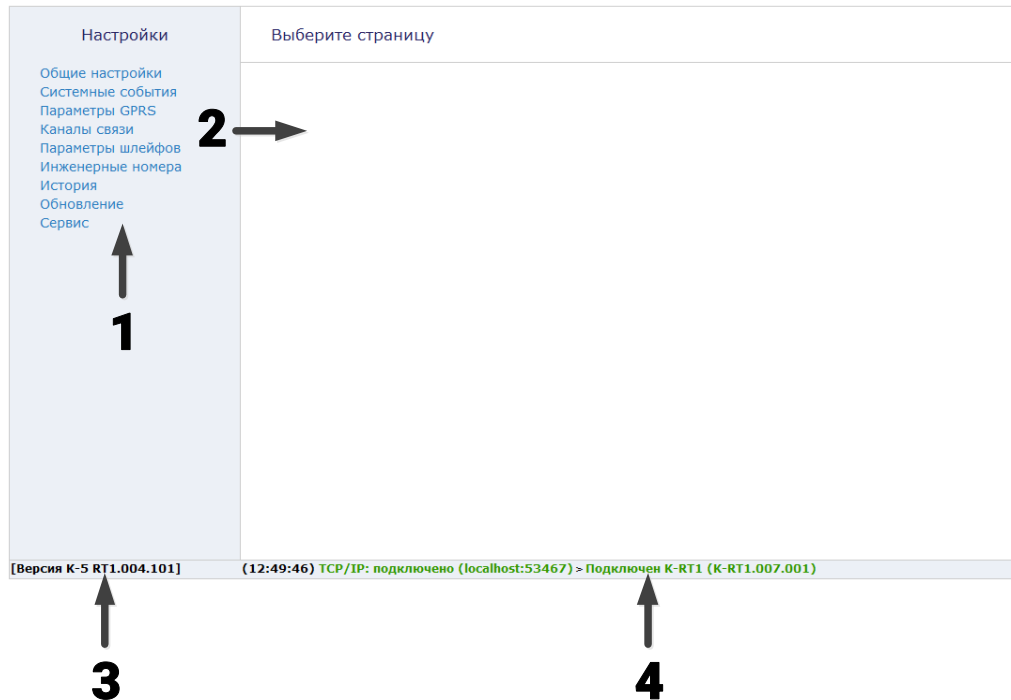 Настройки
Выберите страницу
Общие настройки
Системные события
Параметры GPRS
Каналы связи
Параметры шлейфов
Инженерные номера
История
Обновление
Сервис
2
1
[Версия K-5 RT1.004.101]
(12:49:46) TCP/IP: подключено (localhost:53467) > Подключен K-RT1 (K-RT1.007.001)
3
4